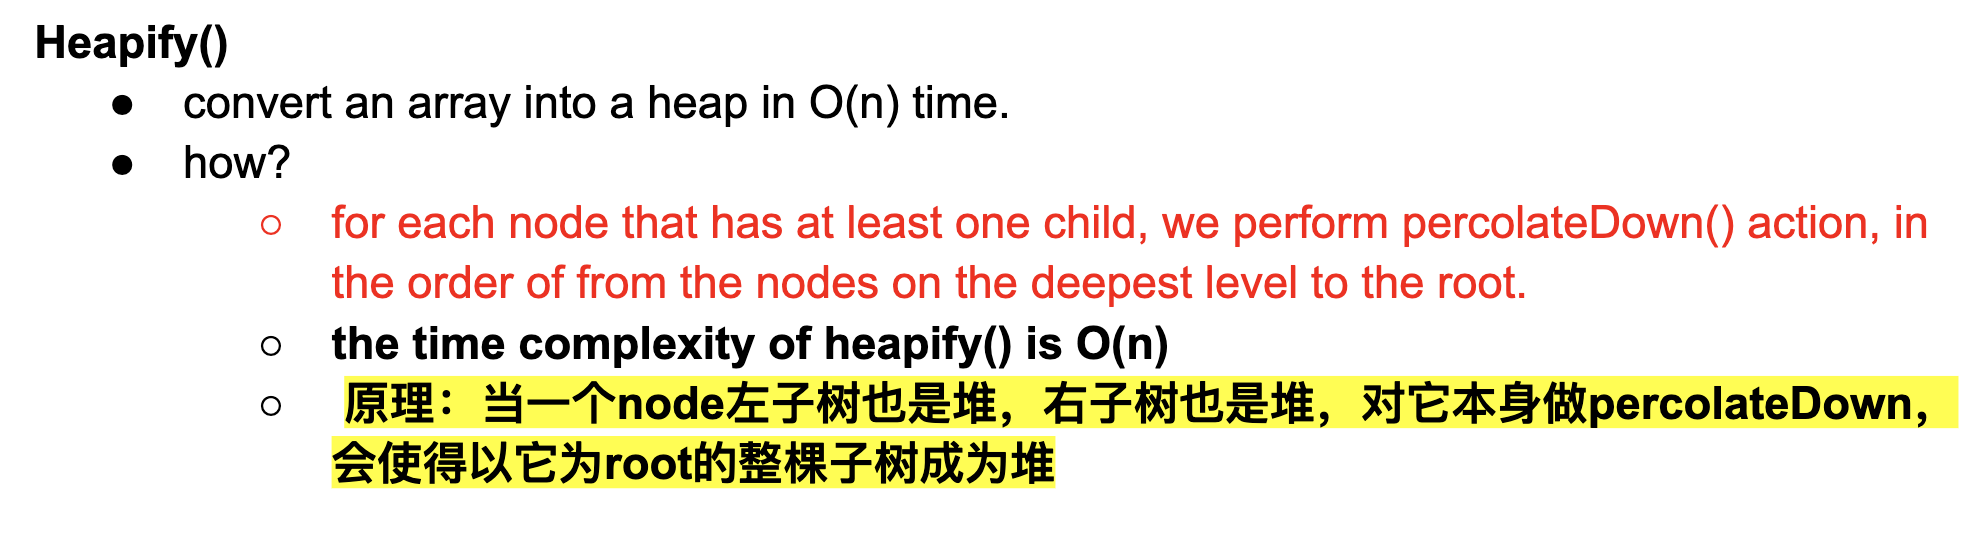 Heapify()
● convert an array into a heap in O(n) time.
● how?
○ for each node that has at least one child, we perform percolateDown() action, in
the order of from the nodes on the deepest level to the root.
○ the time complexity of heapify() is O(n)
○ 原理：当一个node左子树也是堆，右子树也是堆，对它本身做percolateDown，
会使得以它为root的整棵子树成为堆